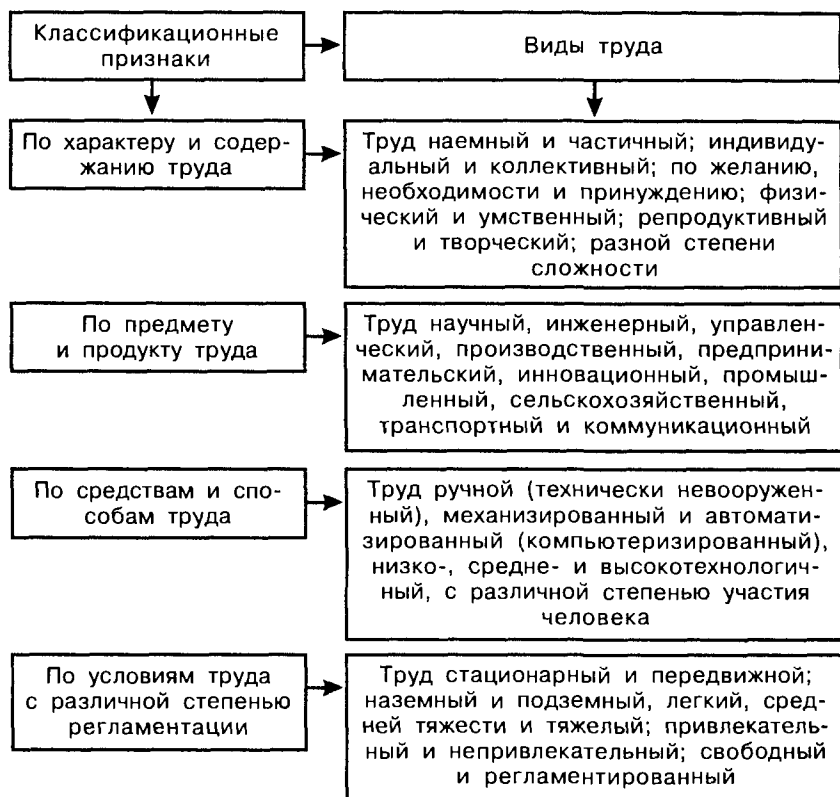 Классификационные
признаки
Виды труда
По характеру и содер-
жанию труда
Труд наемный и частичный; индивиду-
альный и коллективный; по желанию,
необходимости и принуждению; физи-
ческий и умственный; репродуктивный
и творческий; разной степени
сложности
По предмету
и продукту труда
Труд научный, инженерный, управлен-
ческий, производственный, предприни-
мательский, инновационный, промыш-
ленный, сельскохозяйственный,
транспортный и коммуникационный
По средствам и спо-
собам труда
Труд ручной (технически невооружен-
ный), механизированный и автомати-
зированный (компьютеризированный),
низко-, средне- и высокотехнологич-
ный, с различной степенью участия
человека
По условиям труда
с различной степенью
регламентации
Труд стационарный и передвижной;
наземный и подземный, легкий, сред-
ней тяжести и тяжелый; привлекатель-
ный и непривлекательный; свободный
и регламентированный